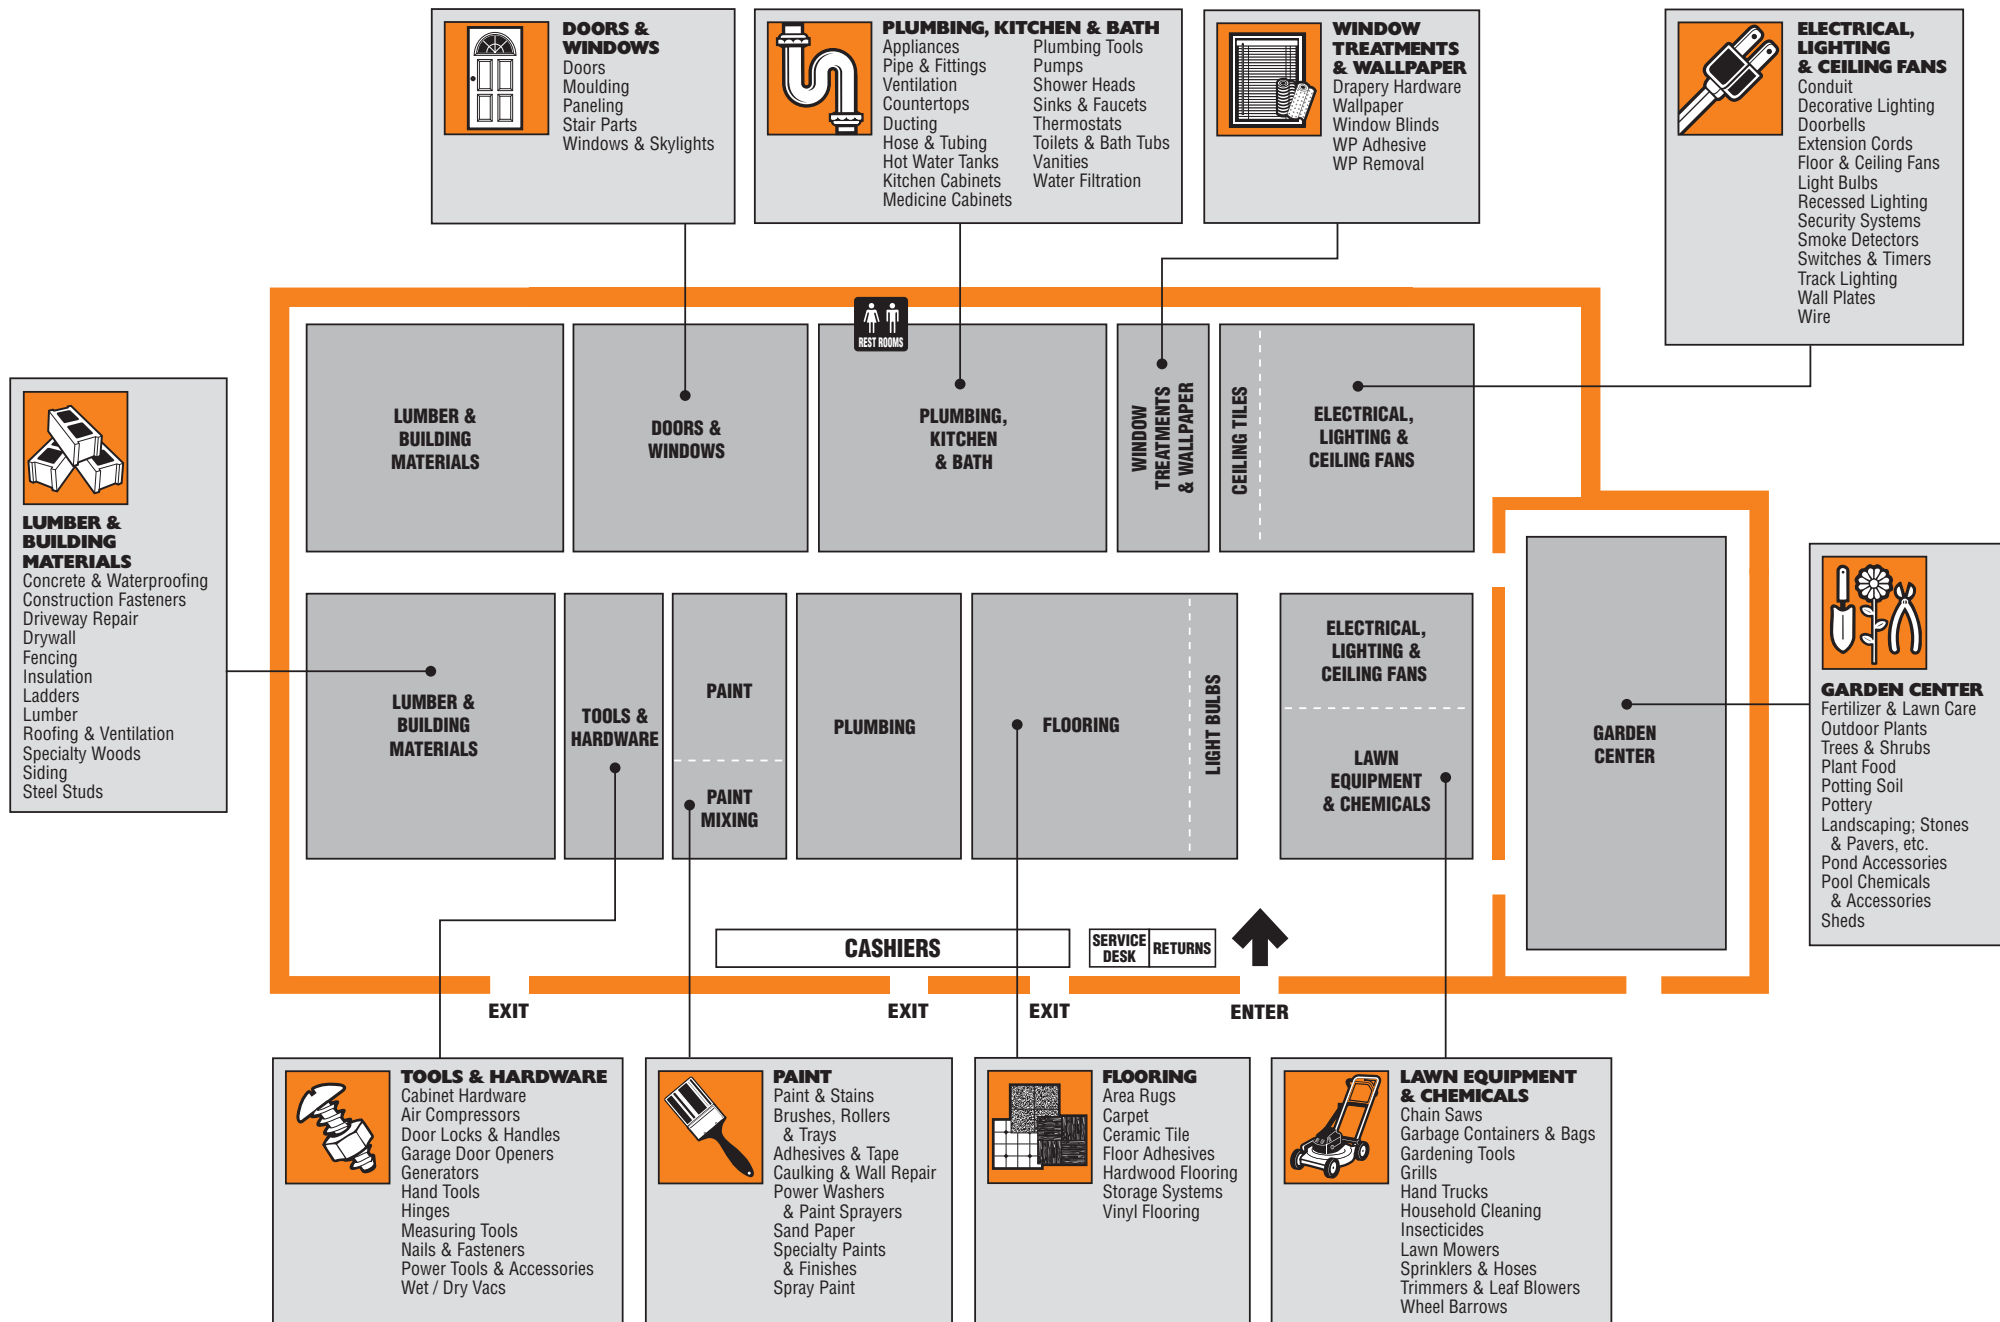 DOORS &
WINDOWS
Doors
Moulding
Paneling
Stair Parts
Windows & Skylights
PLUMBING, KITCHEN & BATH
Appliances
Pipe & Fittings
Ventilation
Countertops
Ducting
Hose & Tubing
Hot Water Tanks
Kitchen Cabinets
Medicine Cabinets
Plumbing Tools
Pumps
Shower Heads
Sinks & Faucets
Thermostats
Toilets & Bath Tubs
Vanities
Water Filtration
WINDOW
TREATMENTS
& WALLPAPER
Drapery Hardware
Wallpaper
Window Blinds
WP Adhesive
WP Removal
ELECTRICAL,
LIGHTING
& CEILING FANS
Conduit
Decorative Lighting
Doorbells
Extension Cords
Floor & Ceiling Fans
Light Bulbs
Recessed Lighting
Security Systems
Smoke Detectors
Switches & Timers
Track Lighting
Wall Plates
Wire
REST ROOMS
LUMBER &
BUILDING
MATERIALS
DOORS &
WINDOWS
PLUMBING,
KITCHEN
& BATH
WINDOW
TREATMENTS
& WALLPAPER
CEILING TILES
ELECTRICAL,
LIGHTING &
CEILING FANS
LUMBER &
BUILDING
MATERIALS
Concrete & Waterproofing
Construction Fasteners
Driveway Repair
Drywall
Fencing
Insulation
Ladders
Lumber
Roofing & Ventilation
Specialty Woods
Siding
Steel Studs
LUMBER &
BUILDING
MATERIALS
TOOLS &
HARDWARE
PAINT
PAINT
MIXING
PLUMBING
FLOORING
LIGHT BULBS
ELECTRICAL,
LIGHTING &
CEILING FANS
LAWN
EQUIPMENT
& CHEMICALS
GARDEN
CENTER
GARDEN CENTER
Fertilizer & Lawn Care
Outdoor Plants
Trees & Shrubs
Plant Food
Potting Soil
Pottery
Landscaping; Stones
& Pavers, etc.
Pond Accessories
Pool Chemicals
& Accessories
Sheds
CASHIERS
SERVICE
DESK
RETURNS
EXIT
EXIT
EXIT
ENTER
TOOLS & HARDWARE
Cabinet Hardware
Air Compressors
Door Locks & Handles
Garage Door Openers
Generators
Hand Tools
Hinges
Measuring Tools
Nails & Fasteners
Power Tools & Accessories
Wet / Dry Vacs
PAINT
Paint & Stains
Brushes, Rollers
& Trays
Adhesives & Tape
Caulking & Wall Repair
Power Washers
& Paint Sprayers
Sand Paper
Specialty Paints
& Finishes
Spray Paint
FLOORING
Area Rugs
Carpet
Ceramic Tile
Floor Adhesives
Hardwood Flooring
Storage Systems
Vinyl Flooring
LAWN EQUIPMENT
& CHEMICALS
Chain Saws
Garbage Containers & Bags
Gardening Tools
Grills
Hand Trucks
Household Cleaning
Insecticides
Lawn Mowers
Sprinklers & Hoses
Trimmers & Leaf Blowers
Wheel Barrows